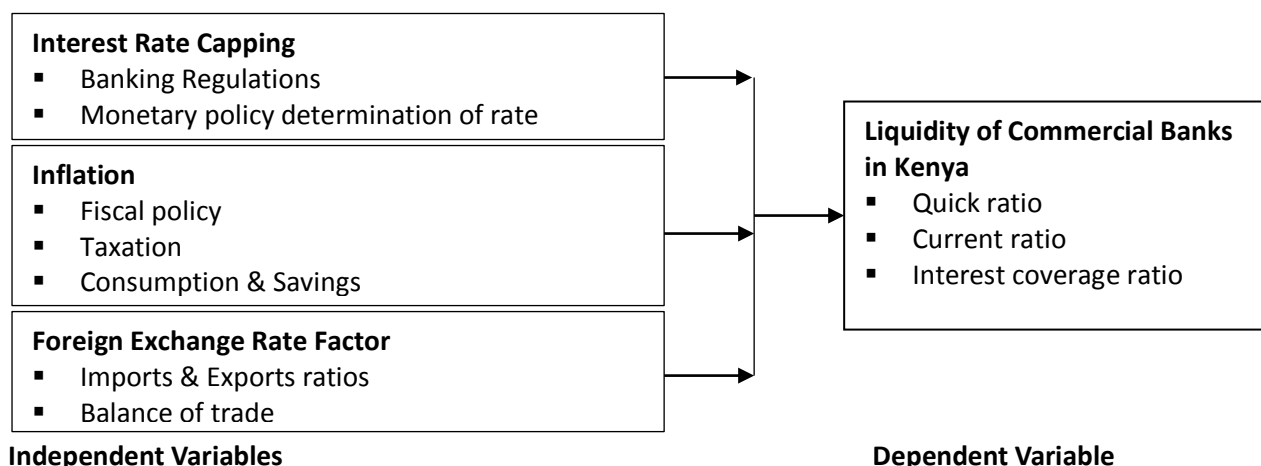 Interest Rate Capping
▪ Banking Regulations
▪ Monetary policy determination of rate
Inflation
▪ Fiscal policy
▪ Taxation
▪ Consumption & Savings
Foreign Exchange Rate Factor
▪ Imports & Exports ratios
▪ Balance of trade
Independent Variables
Liquidity of Commercial Banks
in Kenya
▪ Quick ratio
▪ Current ratio
▪ Interest coverage ratio
Dependent Variable